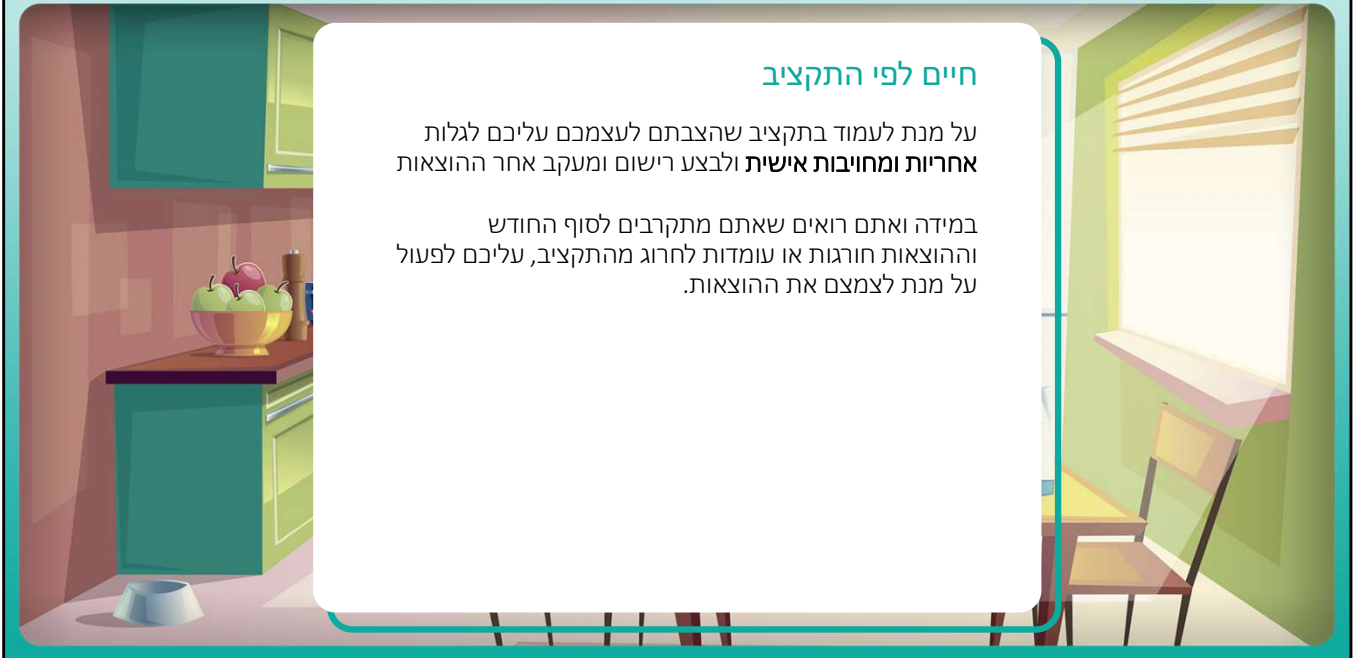 חיים לפי התקציב
על מנת לעמוד בתקציב שהצבתם לעצמכם עליכם לגלות
אחריות ומחויבות אישית ולבצע רישום ומעקב אחר ההוצאות
במידה ואתם רואים שאתם מתקרבים לסוף החודש
וההוצאות חורגות או עומדות לחרוג מהתקציב, עליכם לפעול
על מנת לצמצם את ההוצאות.